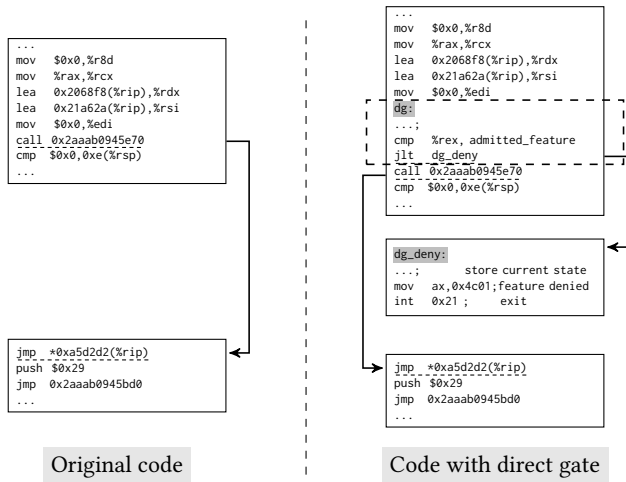 ...
mov $0x0,%r8d
mov %rax,%rcx
lea 0x2068f8(%rip),%rdx
lea 0x21a62a(%rip),%rsi
mov $0x0,%edi
call 0x2aaab0945e70
cmp $0x0,0xe(%rsp)
...
jmp *0xa5d2d2(%rip)
push $0x29
jmp 0x2aaab0945bd0
...
Original code
...
mov $0x0,%r8d
mov %rax,%rcx
lea 0x2068f8(%rip),%rdx
lea 0x21a62a(%rip),%rsi
mov $0x0,%edi
dg:
...;
cmp %rex, admitted_feature
jlt dg_deny
call 0x2aaab0945e70
cmp $0x0,0xe(%rsp)
...
dg_deny:
...; store current state
mov ax,0x4c01;feature denied
int 0x21 ; exit
jmp *0xa5d2d2(%rip)
push $0x29
jmp 0x2aaab0945bd0
...
Code with direct gate